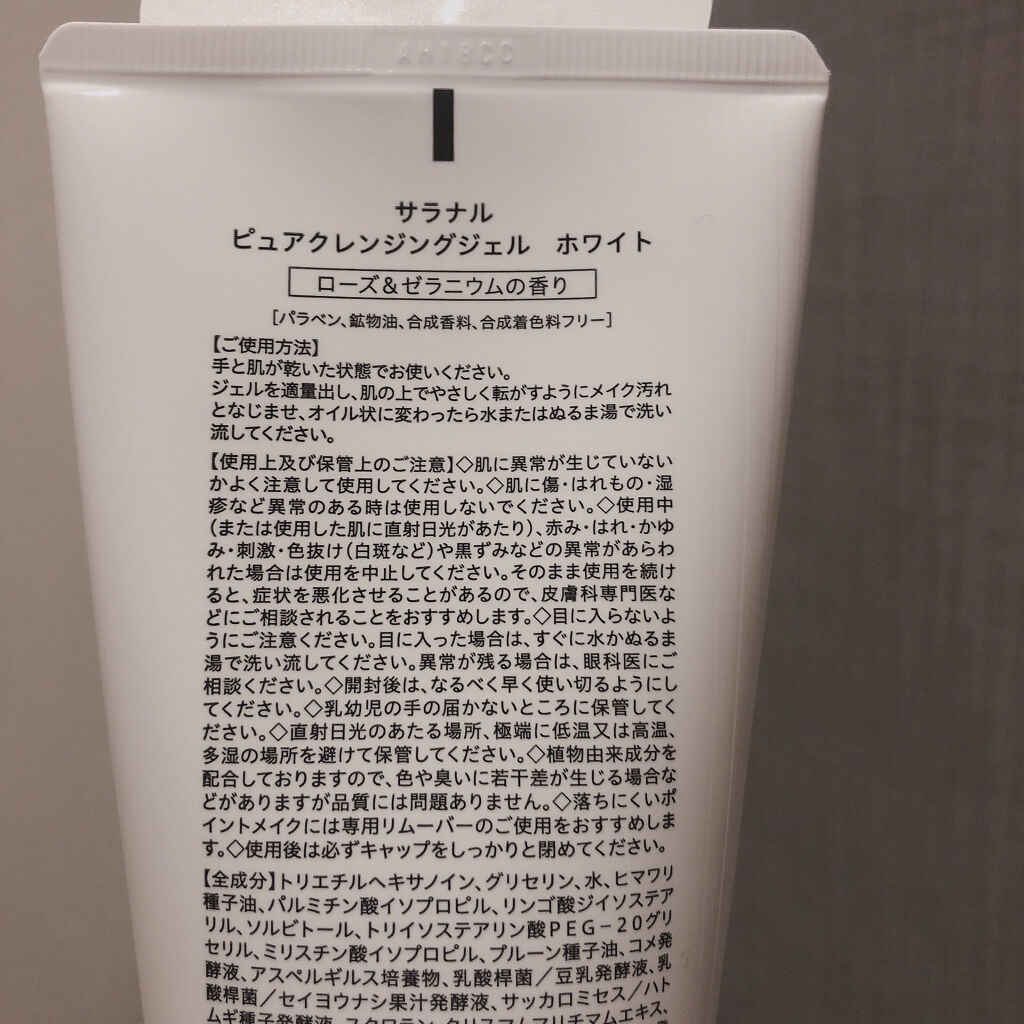 AH18CC
サラナル
ピュアクレンジングジェル　ホワイト
ローズ&ゼラニウムの香り
[パラベン、鉱物油、合成香料、合成着色料フリー]
【ご使用方法】
手と肌が乾いた状態でお使いください。
ジェルを適量出し、肌の上でやさしく転がすようにメイク汚れ
となじませ、オイル状に変わったら水またはぬるま湯で洗い
流してください。
【使用上及び保管上のご注意】◇肌に異常が生じていない
かよく注意して使用してください。◇肌に傷・はれもの・湿
疹など異常のある時は使用しないでください。◇使用中
(または使用した肌に直射日光があたり)、赤み・はれ・かゆ
み・刺激・色抜け(白斑など)や黒ずみなどの異常があらわ
れた場合は使用を中止してください。そのまま使用を続け
ると、症状を悪化させることがあるので、皮膚科専門医な
どにご相談されることをおすすめします。◇目に入らないよ
うにご注意ください。目に入った場合は、すぐに水かぬるま
湯で洗い流してください。異常が残る場合は、眼科医にご
相談ください。◇開封後は、なるべく早く使い切るようにし
てください。◇乳幼児の手の届かないところに保管してく
ださい。◇直射日光のあたる場所、極端に低温又は高温、
多湿の場所を避けて保管してください。◇植物由来成分を
配合しておりますので、色や臭いに若干差が生じる場合な
どがありますが品質には問題ありません。◇落ちにくいポ
イントメイクには専用リムーバーのご使用をおすすめしま
す。◇使用後は必ずキャップをしっかりと閉めてください。
【全成分】トリエチルヘキサノイン、グリセリン、水、ヒマワリ
種子油、パルミチン酸イソプロピル、リンゴ酸ジイソステア
リル、ソルビトール、トリイソステアリン酸PEG-20グリ
セリル、ミリスチン酸イソプロピル、プルーン種子油、コメ発
酵液、アスペルギルス培養物、乳酸桿菌/豆乳発酵液、乳
酸桿菌/セイヨウナシ果汁発酵液、サッカロミセス/ハト
ムギ種子発酵液、スクワラン、クリスマムマリチマムエキス、